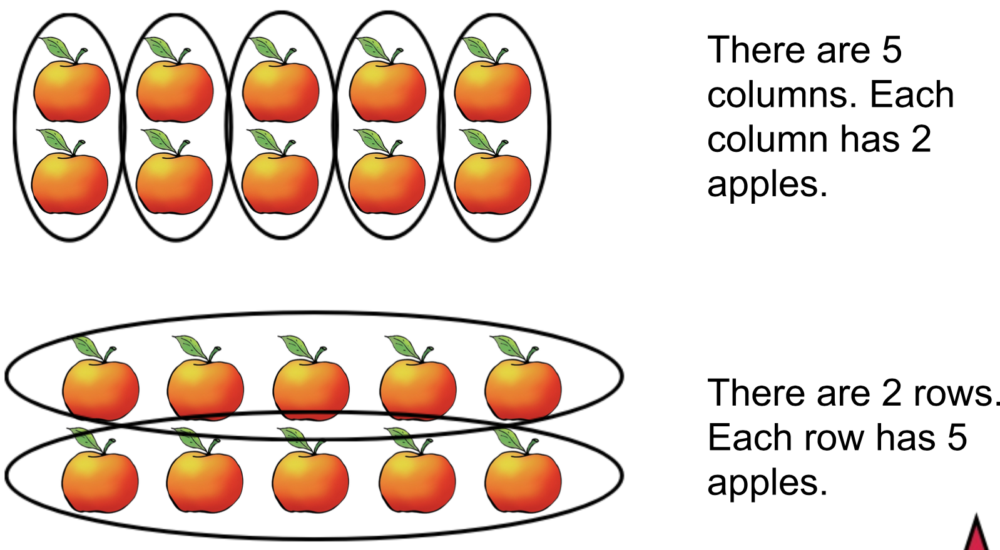 There are 5
columns. Each
column has 2
apples.
There are 2 rows.
Each row has 5
apples.